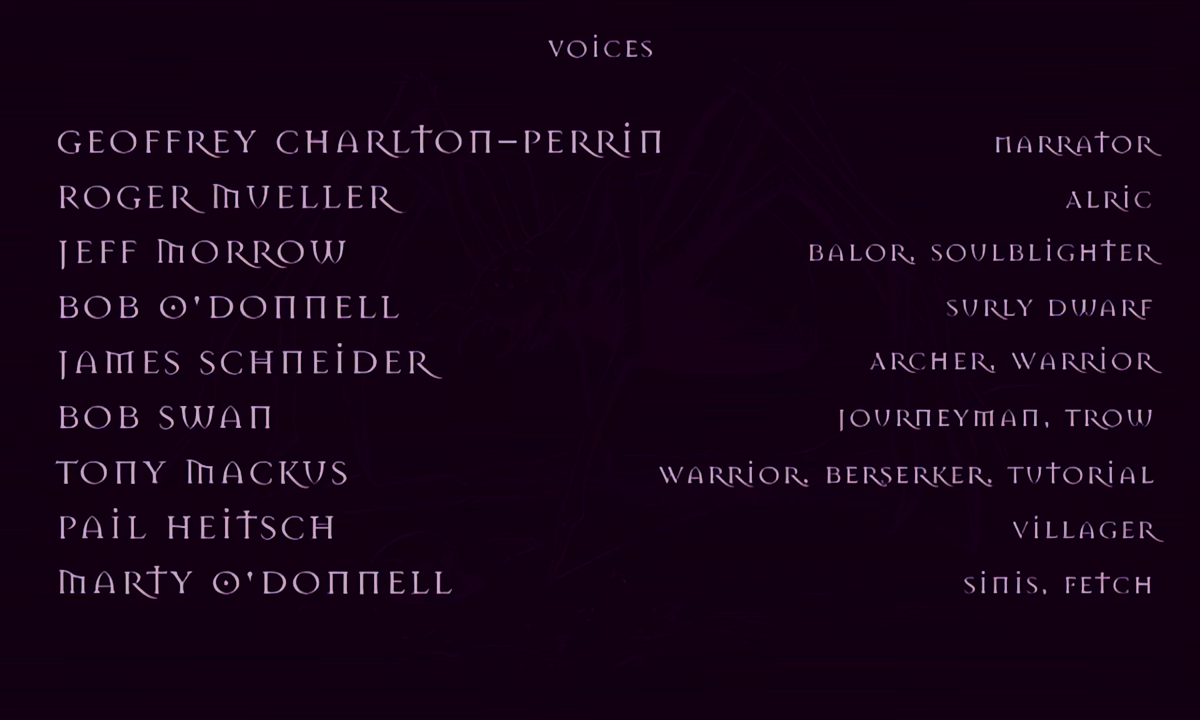 VOICES
GEOFFREY CHARLTON-PERRIN NARRATOR
ROGER MUELLER ALRIC
JEFF MORROW BALOR, SOULBLIGHTER
BOB O'DONNELL SURLY DWARF
JAMES SCHNEIDER ARCHER, WARRIOR
BOB SWAN JOURNEYMAN, TROW
TONY MACKUS WARRIOR, BERSERKER, TUTORIAL
PAIL HEITSCH VILLAGER
MARTY O'DONNELL SINIS, FETCH